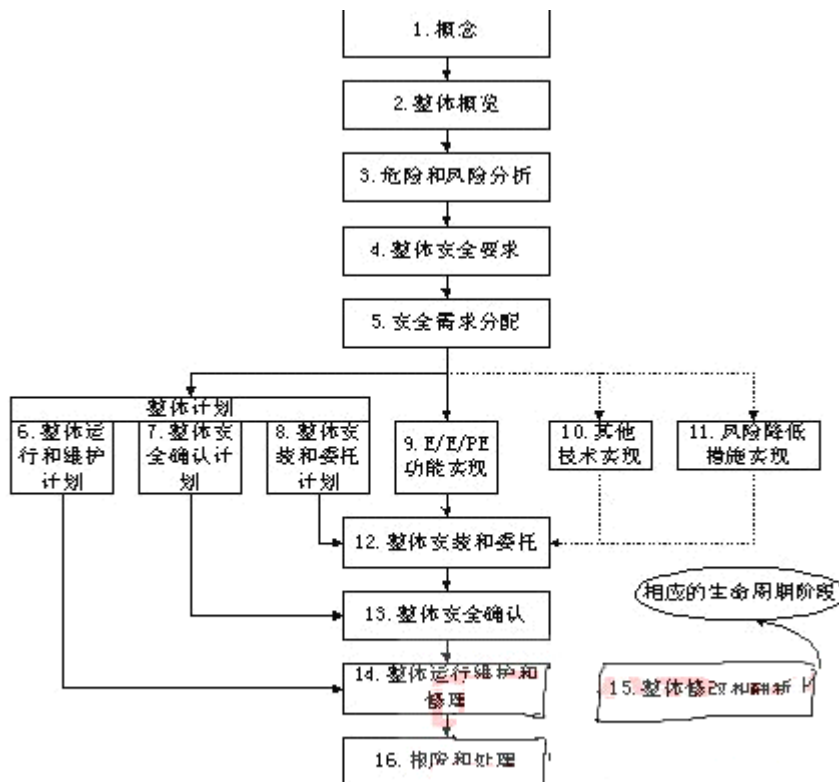 1.概念
2.整体概览
3.危险和风险分析
4.整体安全要求
5.安全需求分配
整体计划
6.整体运
行和维护
计划
7.整体安
全确认计
划
8.整体安
装和委托
计划
9.E/E/PE
功能实现
10.其他
技术实现
11.风险降低
措施实现
12.整体安装和委托
相应的生命周期阶段
13.整体安全确认
14.整体运行维护和
修理
15.整体修改和翻新
16.拆除和处理